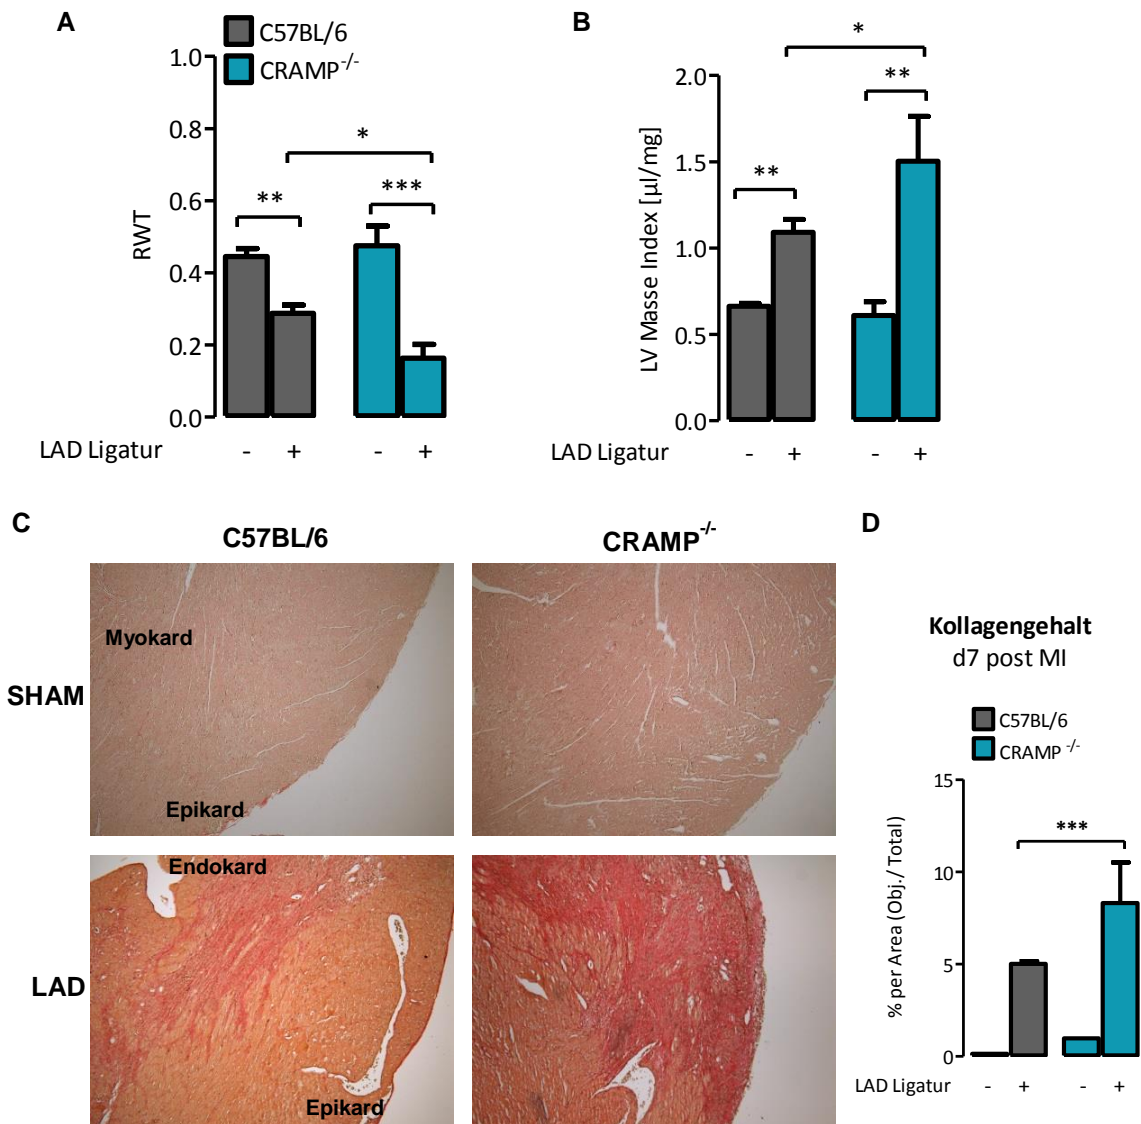 A
C57BL/6
CRAMP-/-
1.0
0.8
0.6
0.4
0.2
0.0
RWT
**
***
*
LAD Ligatur - + - +
B
2.0
1.5
1.0
0.5
0.0
LV Masse Index [µl/mg]
**
**
*
LAD Ligatur - + - +
C
C57BL/6
CRAMP-/-
SHAM
Myokard
Epikard
LAD
Endokard
Epikard
D
Kollagengehalt
d7 post MI
C57BL/6
CRAMP -/-
15
10
5
0
% per Area (Obj./ Total)
***
LAD Ligatur - + - +